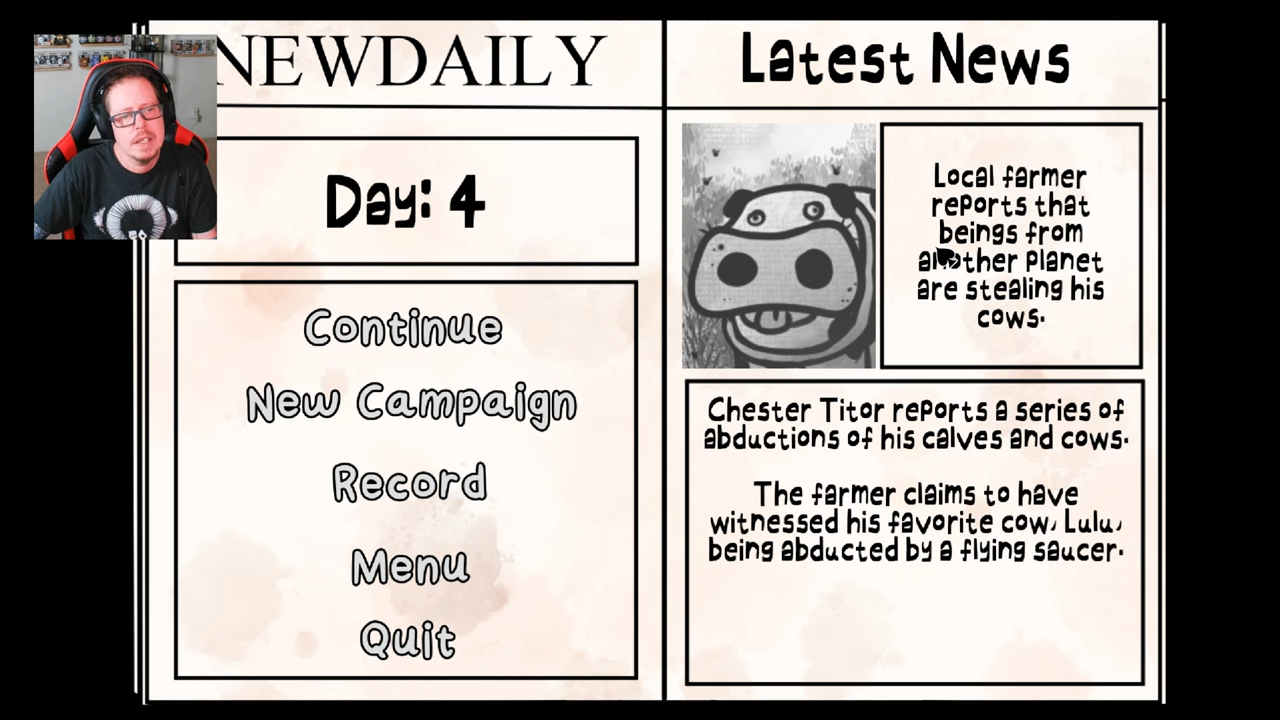 NEWDAILY
Day: 4
Continue
New Campaign
Record
Menu
Quit
Latest News
Local farmer
reports that
beings from
another planet
are stealing his
cows.
Chester Titor reports a series of
abductions of his calves and cows.
The farmer claims to have
witnessed his favorite cow, Lulu,
being abducted by a flying saucer.